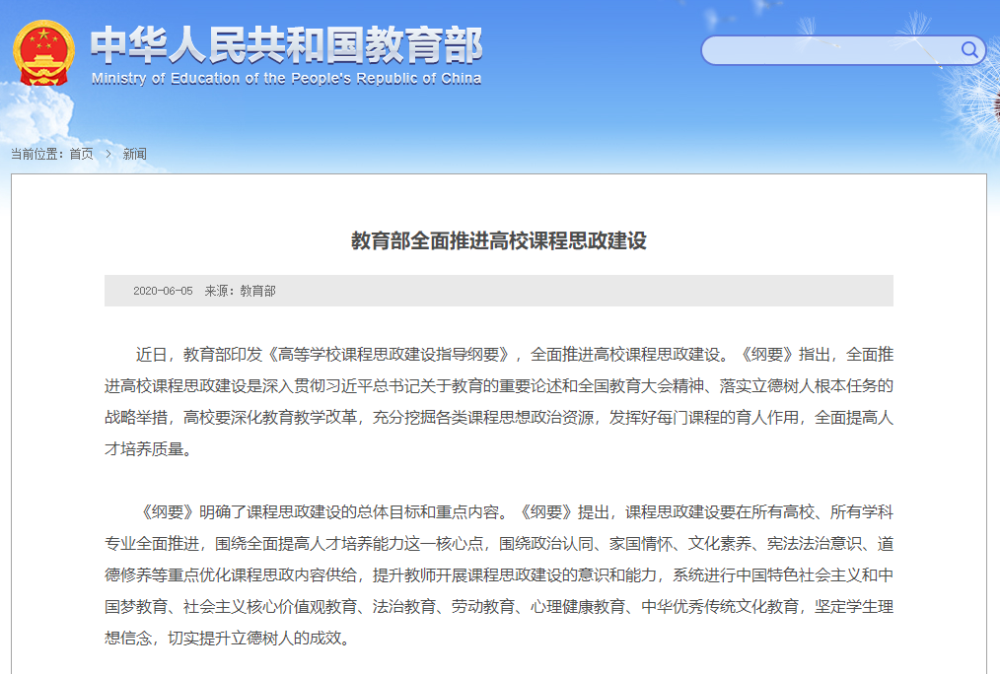 中华人民共和国教育部
Ministry of Education of the People's Republic of China
当前位置：首页 > 新闻
教育部全面推进高校课程思政建设
2020-06-05 来源：教育部
近日，教育部印发《高等学校课程思政建设指导纲要》，全面推进高校课程思政建设。《纲要》指出，全面推
进高校课程思政建设是深入贯彻习近平总书记关于教育的重要论述和全国教育大会精神、落实立德树人根本任务的
战略举措，高校要深化教育教学改革，充分挖掘各类课程思想政治资源，发挥好每门课程的育人作用，全面提高人
才培养质量。
《纲要》明确了课程思政建设的总体目标和重点内容。《纲要》提出，课程思政建设要在所有高校、所有学科
专业全面推进，围绕全面提高人才培养能力这一核心点，围绕政治认同、家国情怀、文化素养、宪法法治意识、道
德修养等重点优化课程思政内容供给，提升教师开展课程思政建设的意识和能力，系统进行中国特色社会主义和中
国梦教育、社会主义核心价值观教育、法治教育、劳动教育、心理健康教育、中华优秀传统文化教育，坚定学生理
想信念，切实提升立德树人的成效。